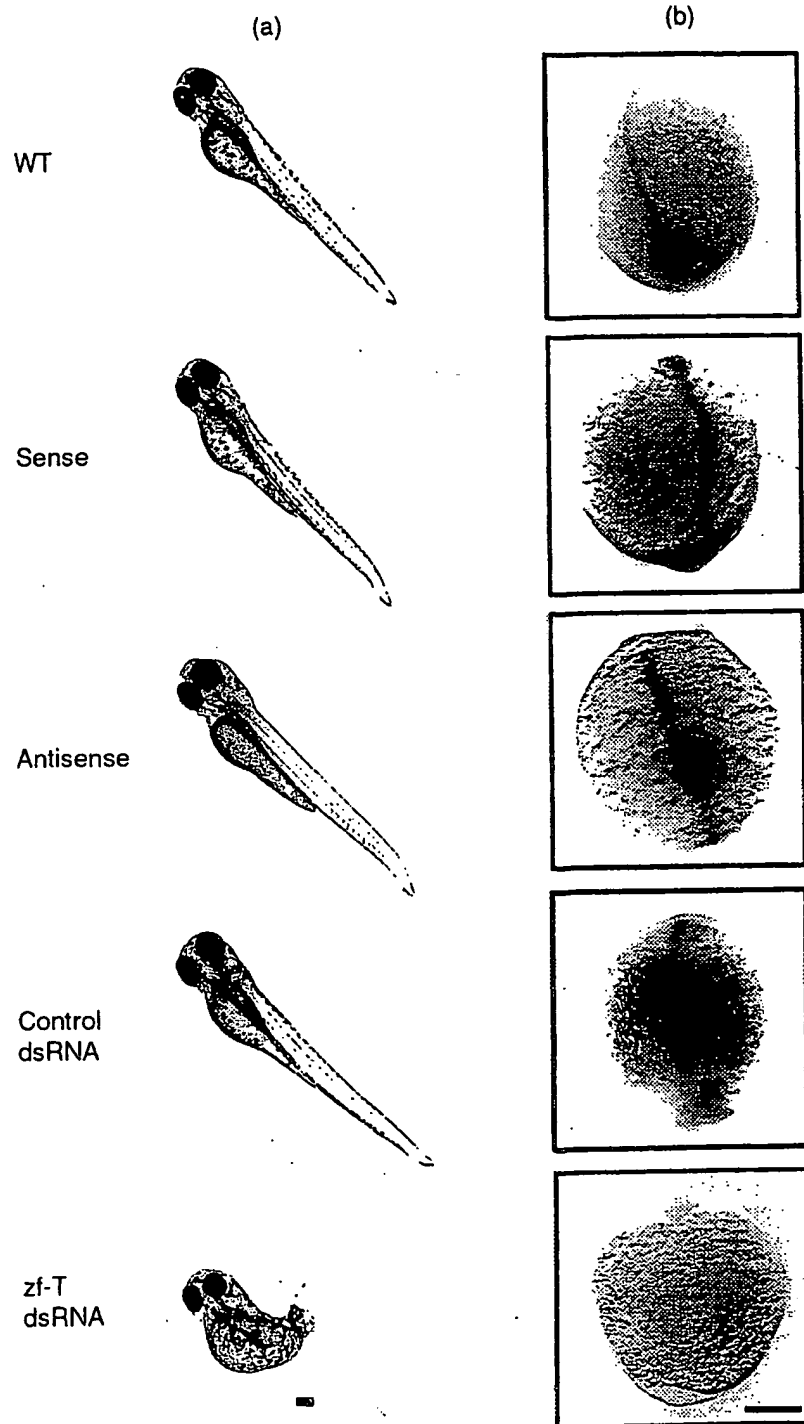 (a)
(b)
WT
Sense
Antisense
Control
dsRNA
zf-T
dsRNA